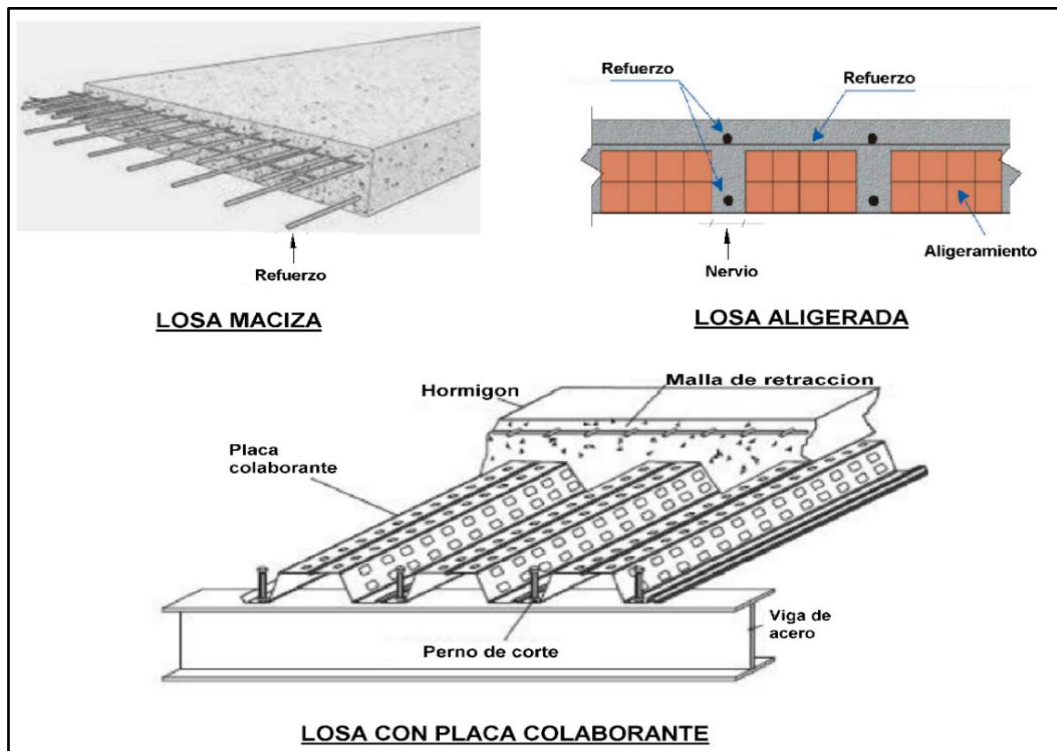 Refuerzo
LOSA MACIZA
Refuerzo
Refuerzo
Nervio
Aligeramiento
LOSA ALIGERADA
Hormigon
Malla de retraccion
Placa
colaborante
Perno de corte
Viga de
acero
LOSA CON PLACA COLABORANTE